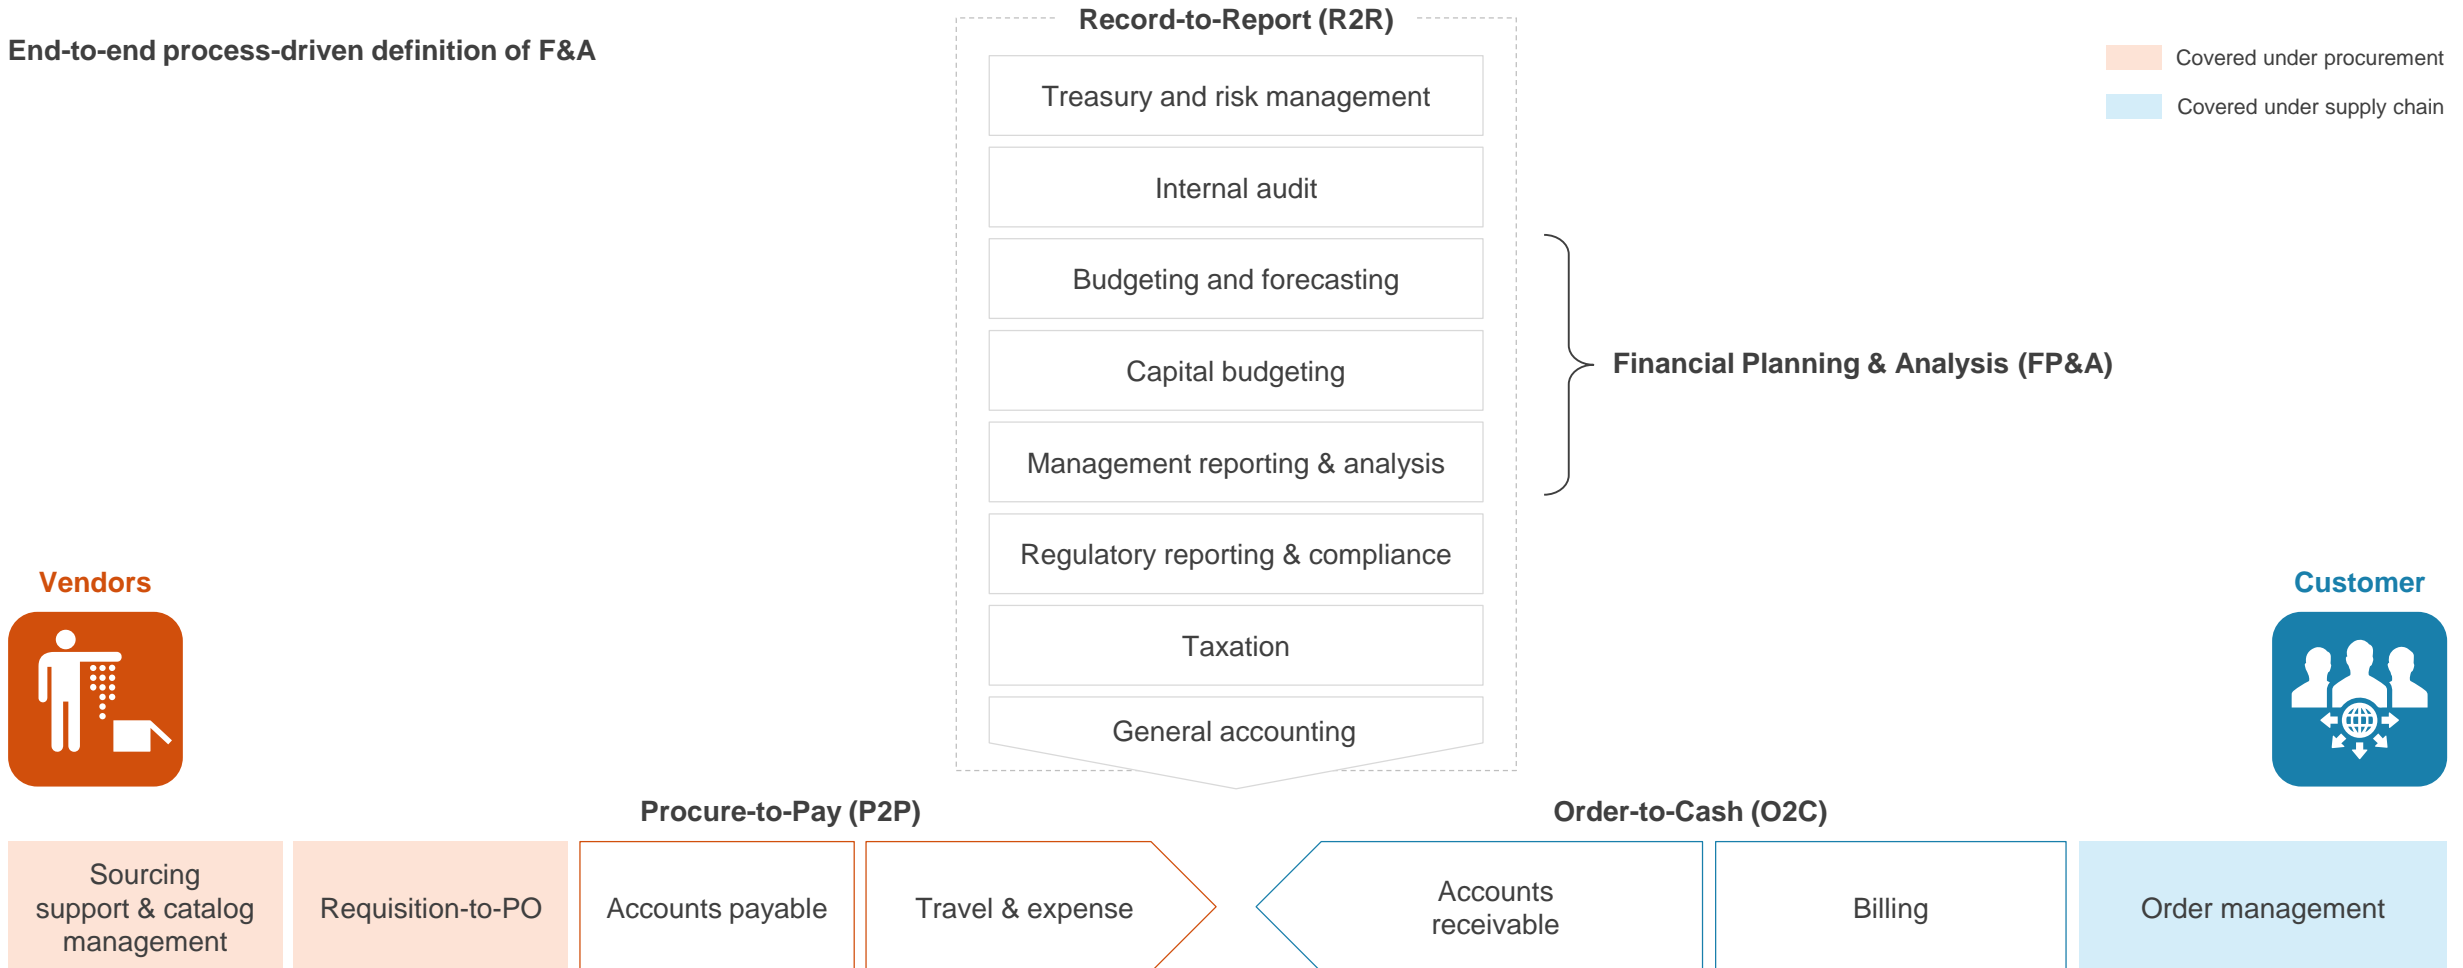 Record-to-Report (R2R)
End-to-end process-driven definition of F&A
Covered under procurement
Covered under supply chain
Treasury and risk management
Internal audit
Budgeting and forecasting
Capital budgeting
Management reporting & analysis
Financial Planning & Analysis (FP&A)
Regulatory reporting & compliance
Taxation
General accounting
Vendors
Customer
Procure-to-Pay (P2P)
Order-to-Cash (O2C)
Sourcing
support & catalog
management
Requisition-to-PO
Accounts payable
Travel & expense
Accounts
receivable
Billing
Order management